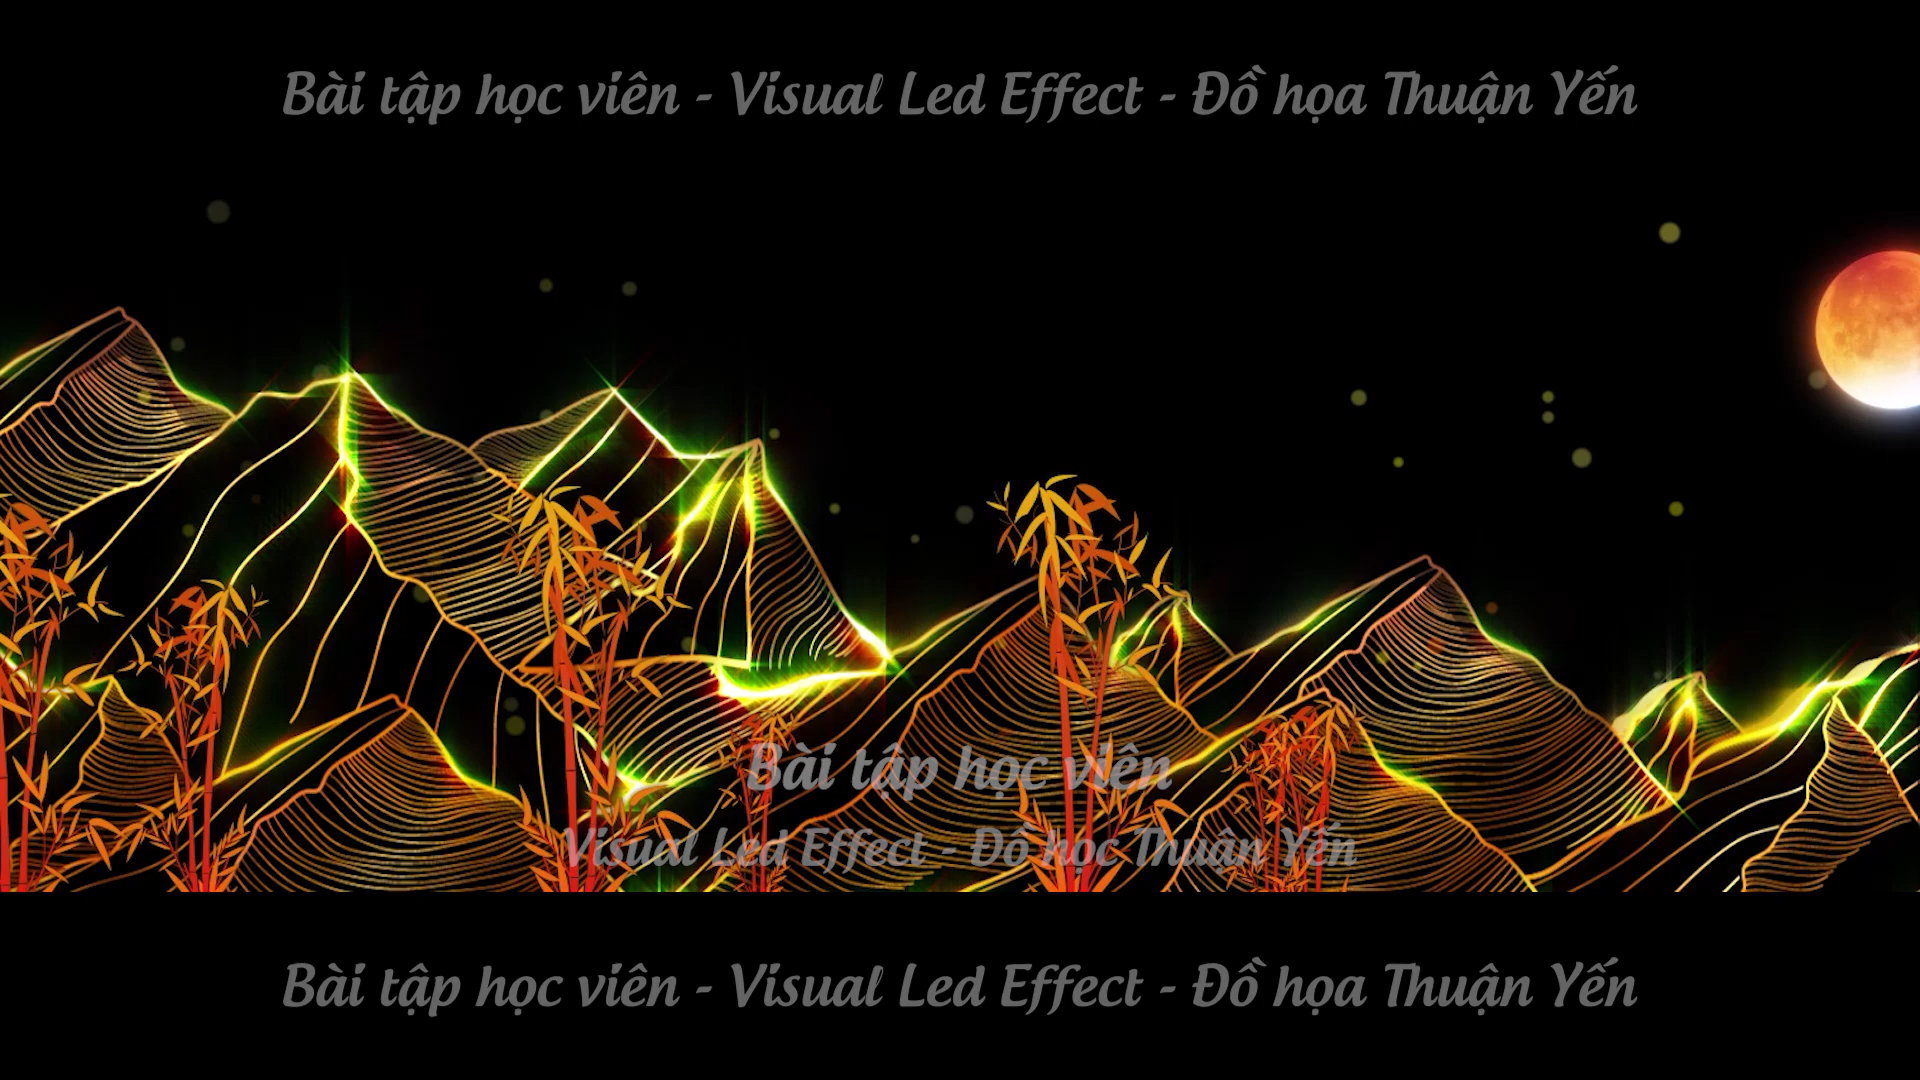 Bài tập học viên - Visual Led Effect - Đồ họa Thuận Yến
Bài tập học viên
Visual Led Effect - Đồ học Thuận Yến
Bài tập học viên - Visual Led Effect - Đồ họa Thuận Yến